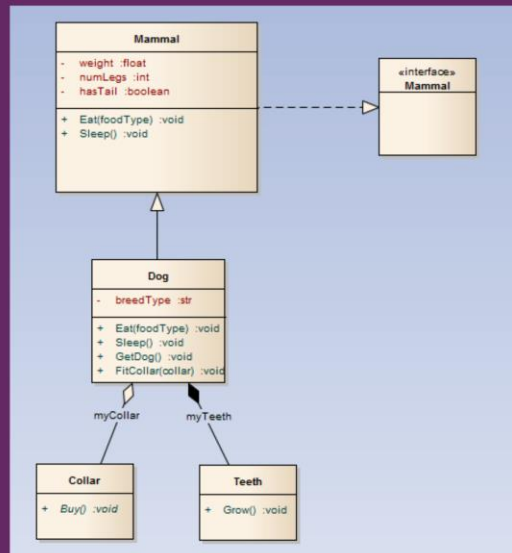 Mammal
- weight :float
- numLegs :int
- hasTail :boolean
+ Eat(foodType) :void
+ Sleep() :void
«interface»
Mammal
Dog
- breedType :str
+ Eat(foodType) :void
+ Sleep() :void
+ GetDog() :void
+ FitCollar(collar) :void
myCollar
myTeeth
Collar
+ Buy() :void
Teeth
+ Grow() :void